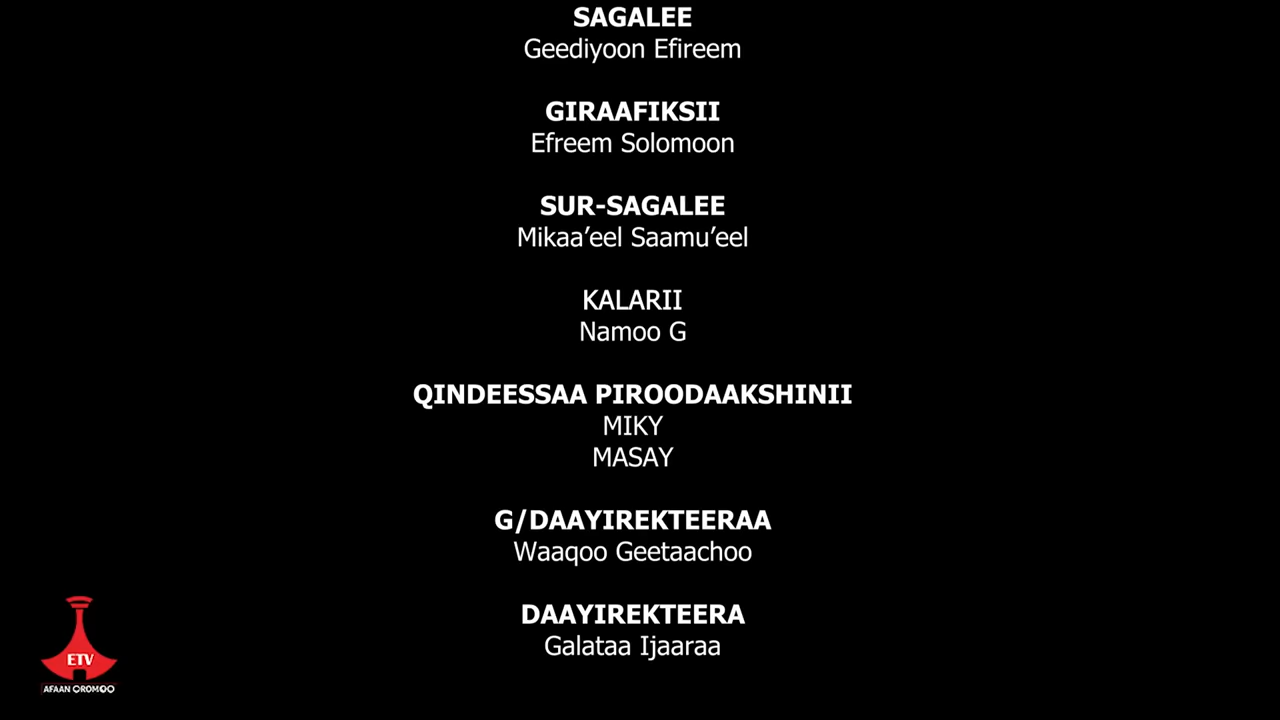 SAGALEE
Geediyoon Efireem
GIRAAFIKSII
Efreem Solomoon
SUR-SAGALEE
Mikaa’eel Saamu’eel
KALARII
Namoo G
QINDEESSAA PIROODAAKSHINII
MIKY
MASAY
G/DAAYIREKTEERAA
Waaqoo Geetaachoo
DAAYIREKTEERA
Galataa Ijaaraa
ETV
AFAAN OROMOO